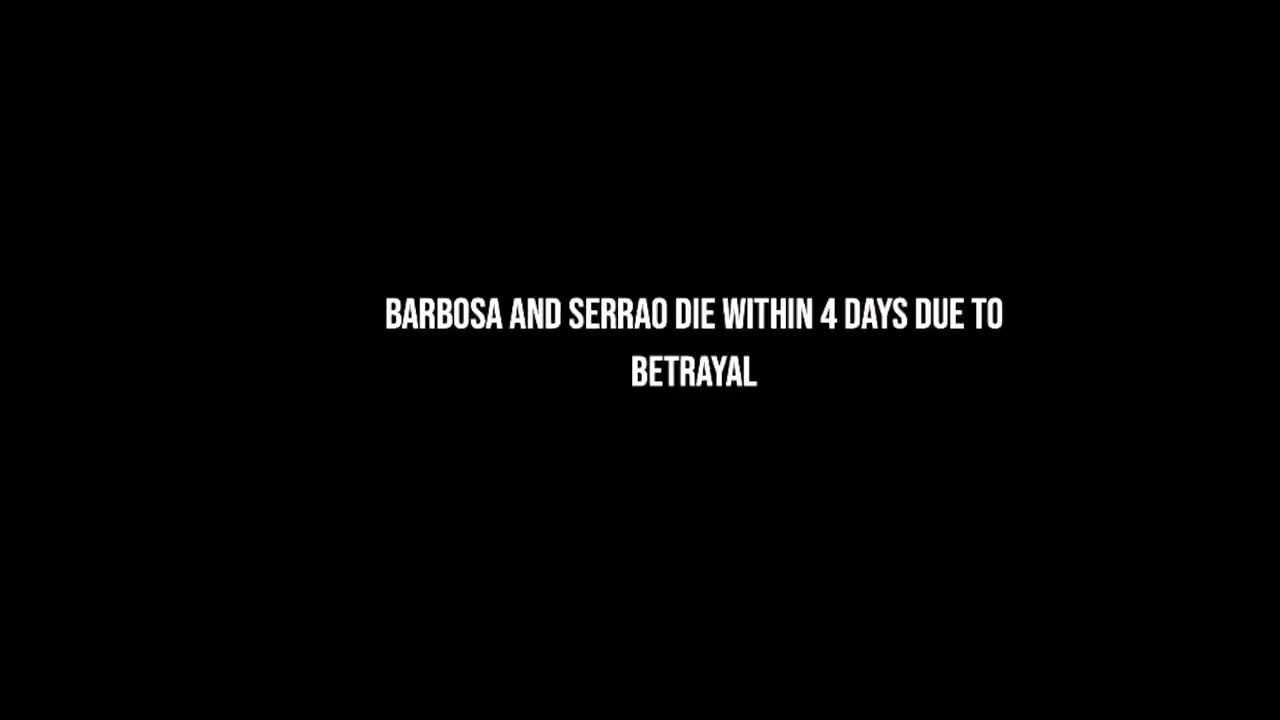 BARBOSA AND SERRAO DIE WITHIN 4 DAYS DUE TO
BETRAYAL